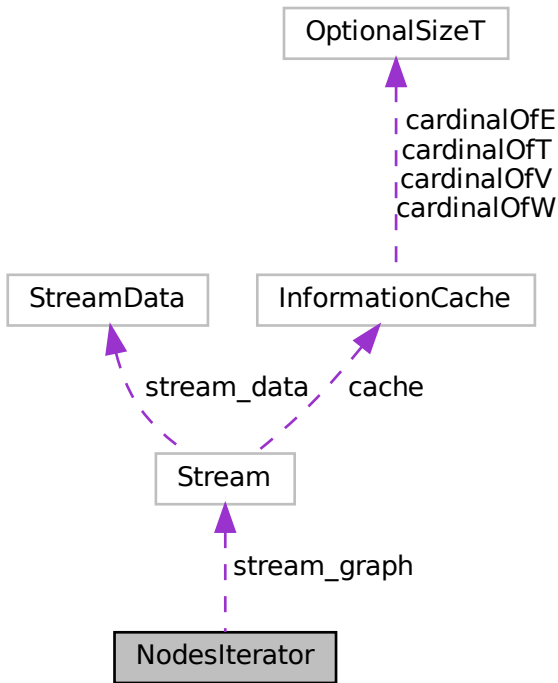 OptionalSizeT
cardinalOfE
cardinalOfT
cardinalOfV
cardinalOfW
StreamData
InformationCache
stream_data
cache
Stream
stream_graph
NodesIterator